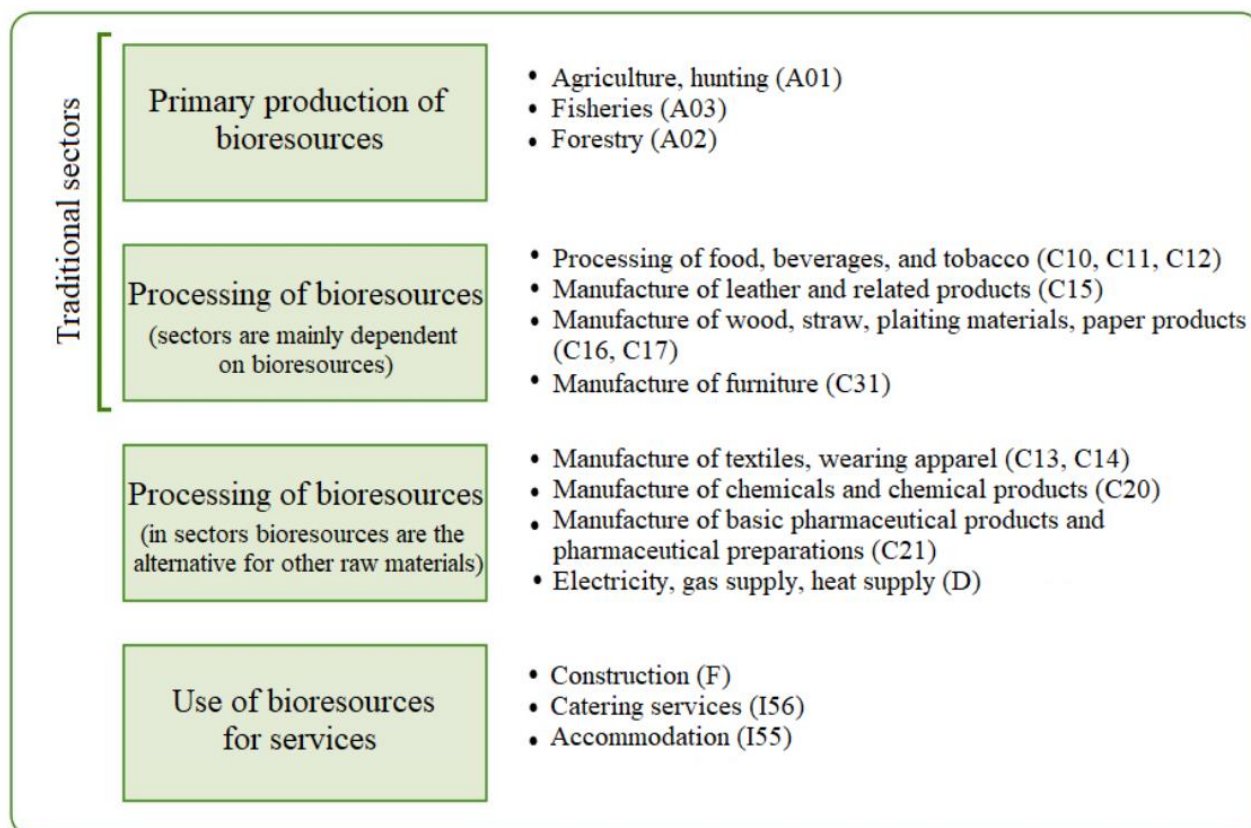 Traditional sectors
Primary production of
bioresources
• Agriculture, hunting (A01)
• Fisheries (A03)
• Forestry (A02)
Processing of bioresources
(sectors are mainly dependent
on bioresources)
• Processing of food, beverages, and tobacco (C10, C11, C12)
• Manufacture of leather and related products (C15)
• Manufacture of wood, straw, plaiting materials, paper products
(C16, C17)
• Manufacture of furniture (C31)
Processing of bioresources
(in sectors bioresources are the
alternative for other raw materials)
• Manufacture of textiles, wearing apparel (C13, C14)
• Manufacture of chemicals and chemical products (C20)
• Manufacture of basic pharmaceutical products and
pharmaceutical preparations (C21)
• Electricity, gas supply, heat supply (D)
Use of bioresources
for services
• Construction (F)
• Catering services (I56)
• Accommodation (I55)